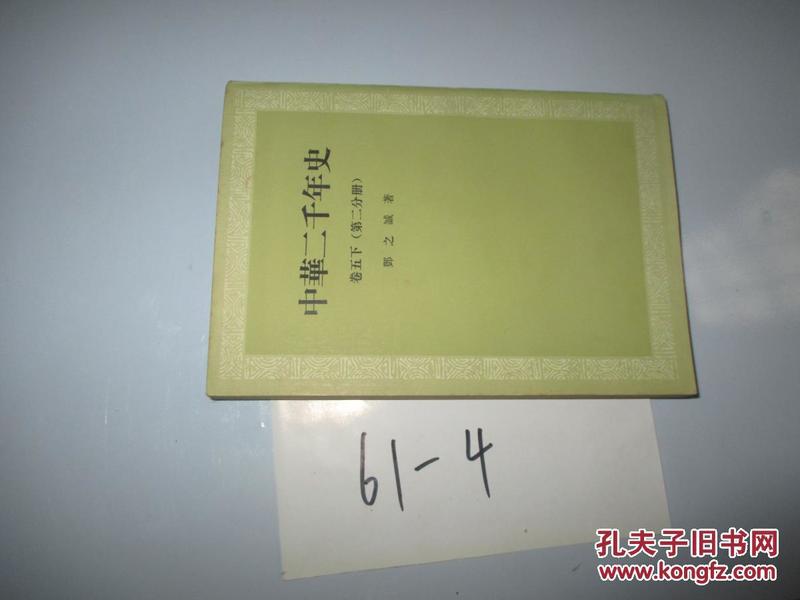 中華二千年史
卷五下（第二分册）
鄧之誠 著
61-4
孔夫子旧书网
www.kongfz.com